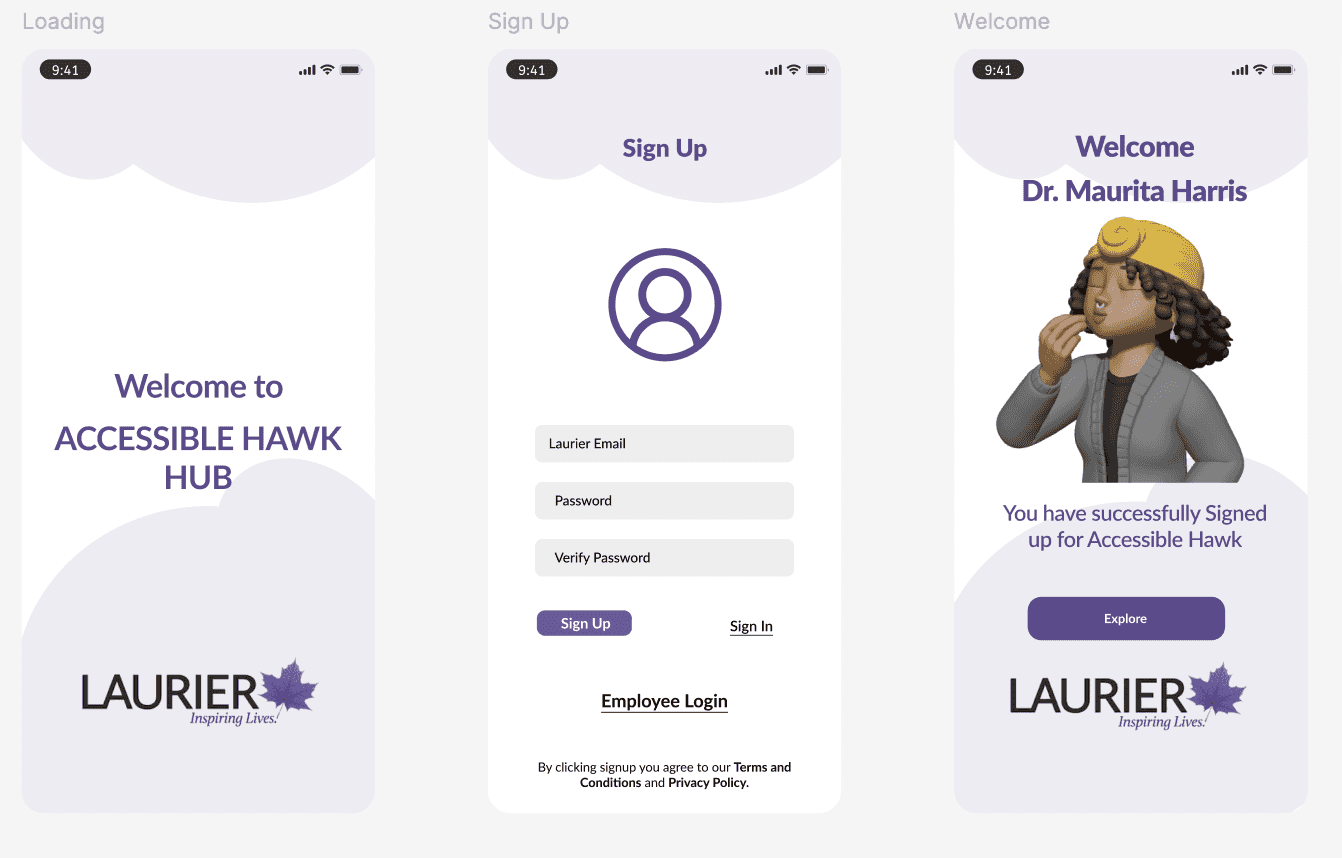 Loading
9:41
Welcome to
ACCESSIBLE HAWK
HUB
LAURIER
Inspiring Lives.
Sign Up
9:41
Sign Up
Laurier Email
Password
Verify Password
Sign Up
Sign In
Employee Login
By clicking signup you agree to our Terms and
Conditions and Privacy Policy.
Welcome
9:41
Welcome
Dr. Maurita Harris
You have successfully Signed
up for Accessible Hawk
Explore
LAURIER
Inspiring Lives.